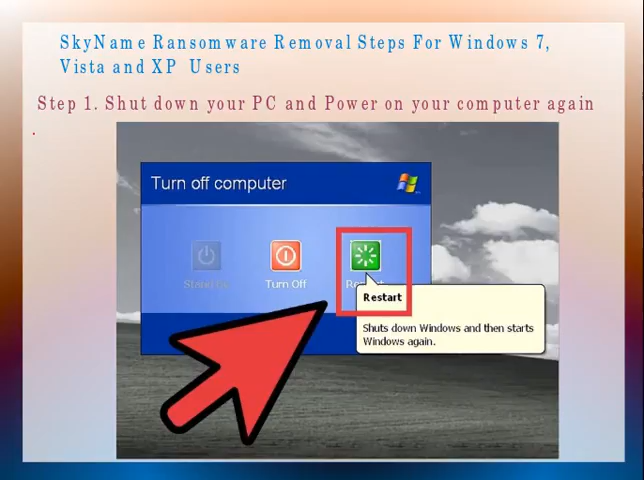 SkyName Ransomware Removal Steps For Windows 7,
Vista and XP Users
Step 1. Shut down your PC and Power on your computer again
.
Turn off computer
Turn Off
Restart
Shuts down Windows and then starts
Windows again.